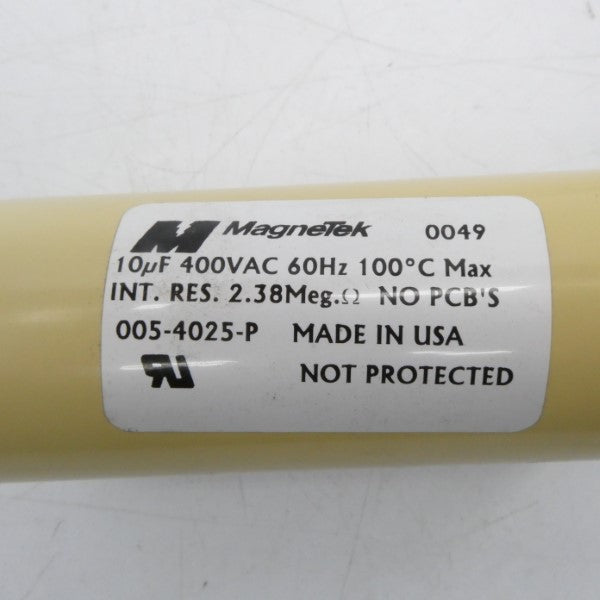 MagneTek 0049
10µF 400VAC 60Hz 100°C Max
INT. RES. 2.38Meg.Ω NO PCB'S
005-4025-P MADE IN USA
RU NOT PROTECTED